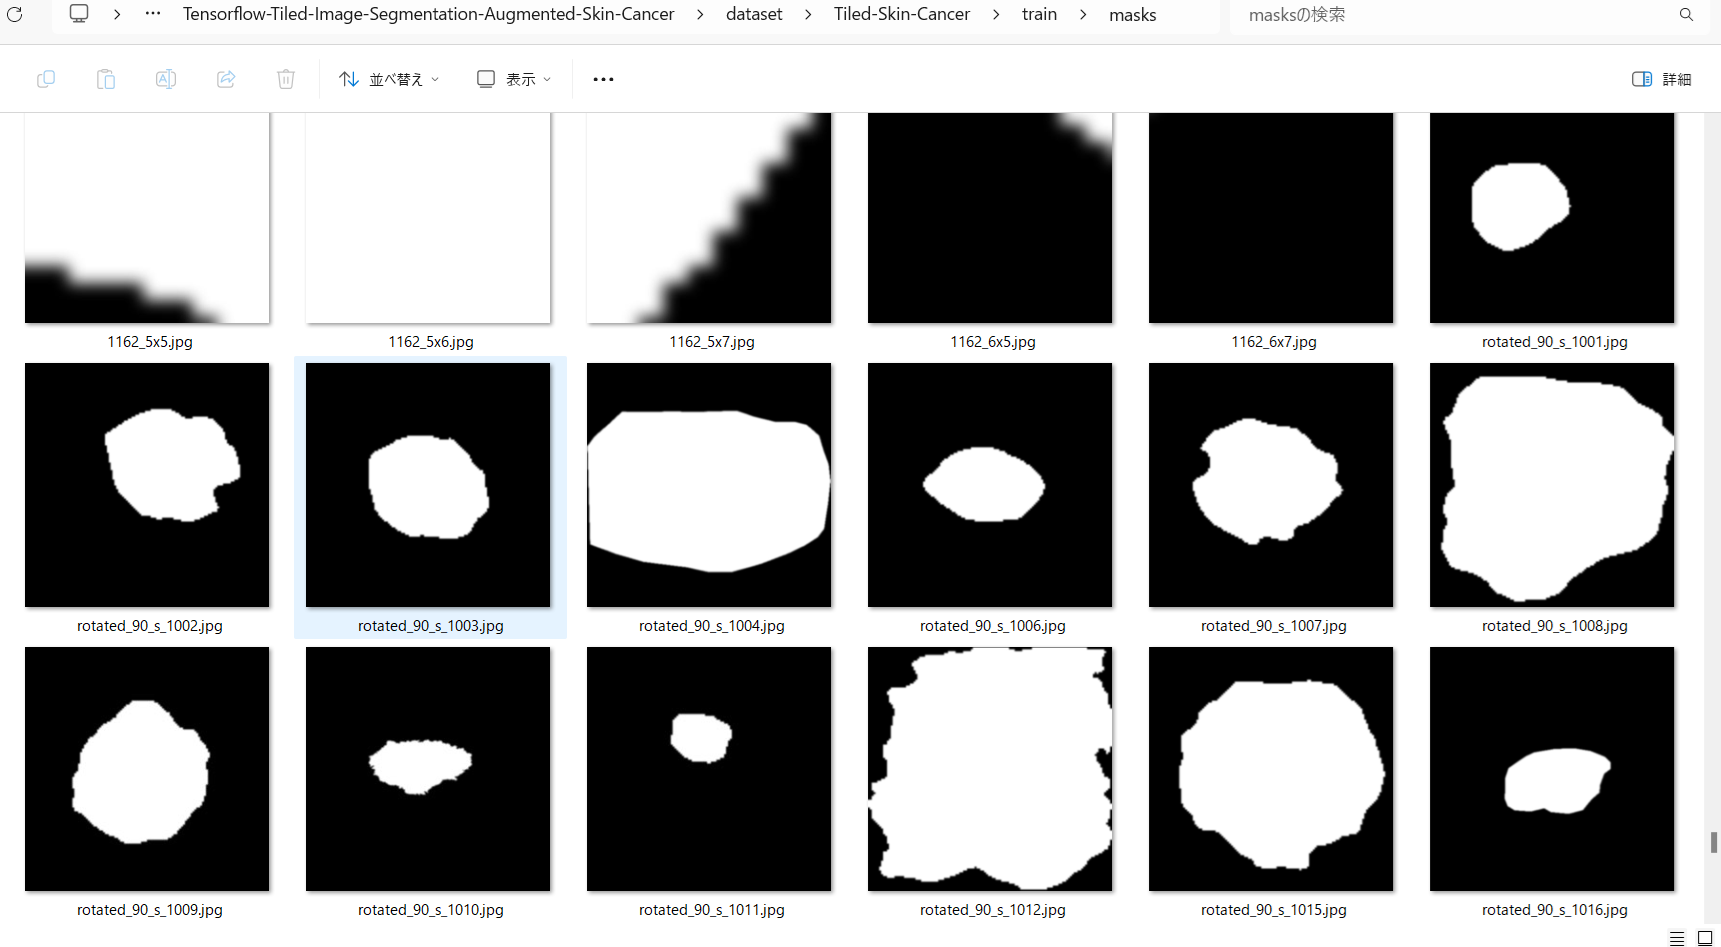 Tensorflow-Tiled-Image-Segmentation-Augmented-Skin-Cancer > dataset > Tiled-Skin-Cancer > train > masks
masksの検索
並べ替え
表示
詳細
1162_5x5.jpg
1162_5x6.jpg
1162_5x7.jpg
1162_6x5.jpg
1162_6x7.jpg
rotated_90_s_1001.jpg
rotated_90_s_1002.jpg
rotated_90_s_1003.jpg
rotated_90_s_1004.jpg
rotated_90_s_1006.jpg
rotated_90_s_1007.jpg
rotated_90_s_1008.jpg
rotated_90_s_1009.jpg
rotated_90_s_1010.jpg
rotated_90_s_1011.jpg
rotated_90_s_1012.jpg
rotated_90_s_1015.jpg
rotated_90_s_1016.jpg